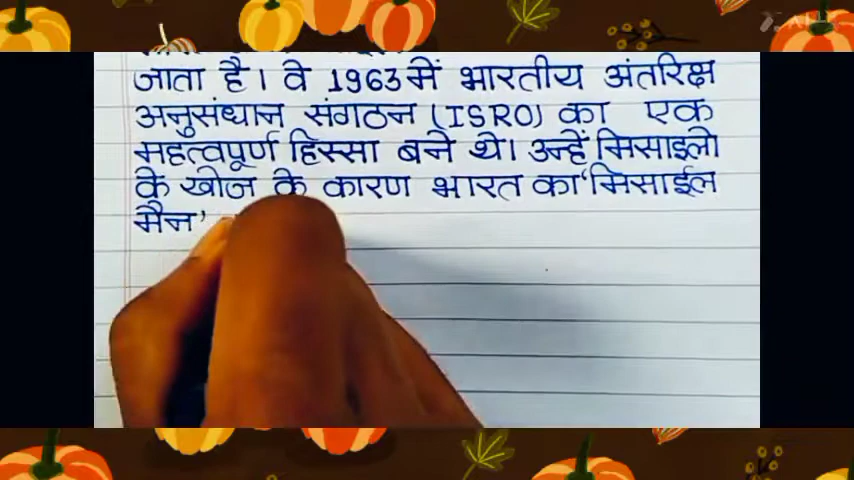 जाता है। वे 1963 में भारतीय अंतरिक्ष
अनुसंधान संगठन (ISRO) का एक
महत्वपूर्ण हिस्सा बने थे। उन्हें मिसाइलो
के खोज के कारण भारत का 'मिसाईल
मैन'